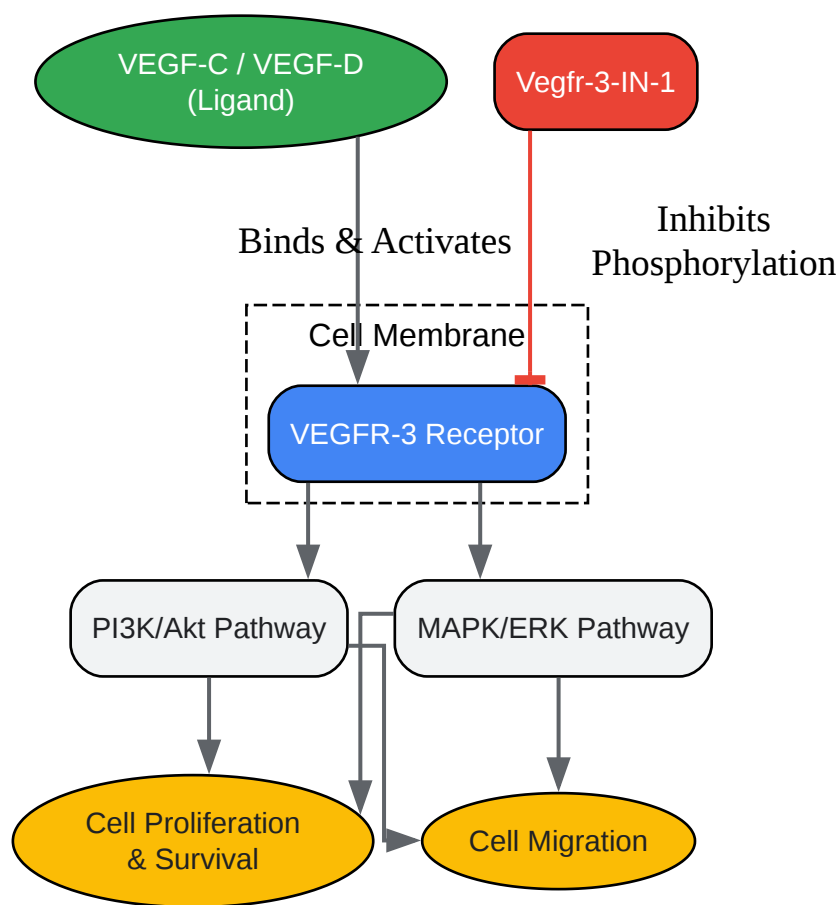 VEGF-C / VEGF-D
(Ligand)
Vegfr-3-IN-1
Binds & Activates
Inhibits
Phosphorylation
Cell Membrane
VEGFR-3 Receptor
PI3K/Akt Pathway
MAPK/ERK Pathway
Cell Proliferation
& Survival
Cell Migration